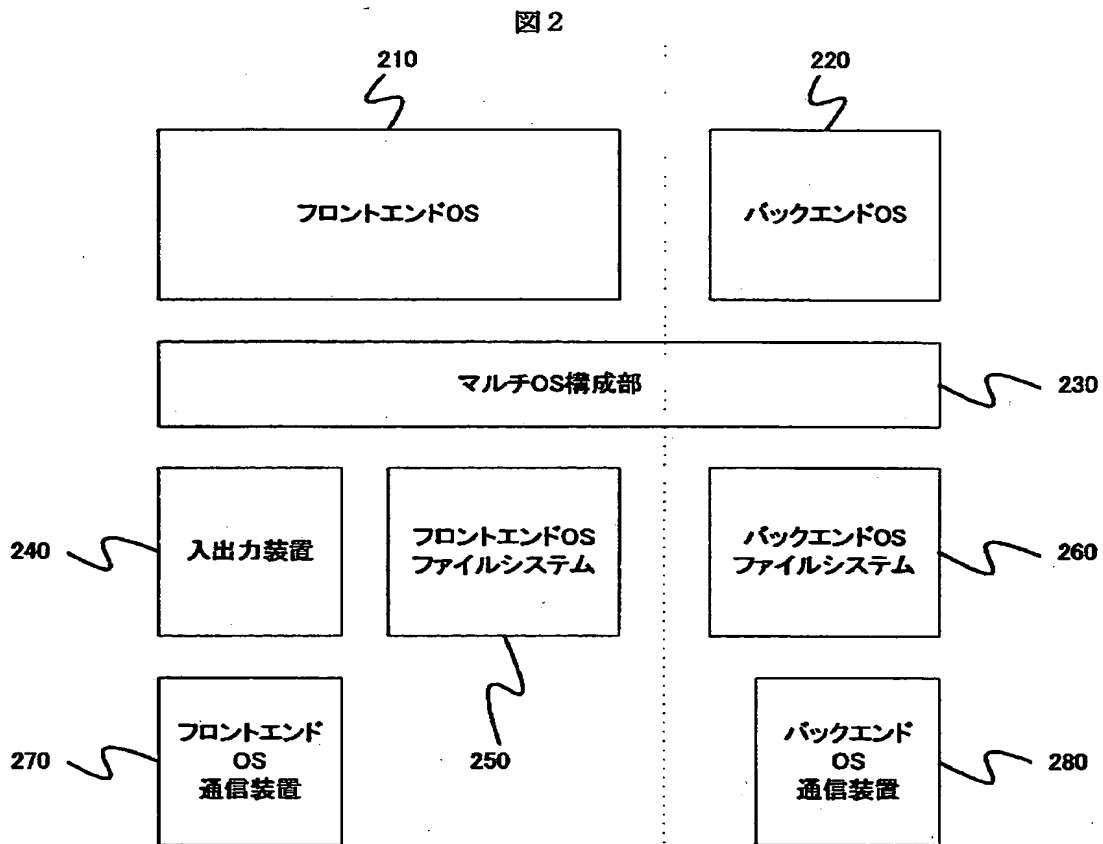 図2
210
220
フロントエンドOS
バックエンドOS
マルチOS構成部
230
240
入出力装置
フロントエンドOS
ファイルシステム
バックエンドOS
ファイルシステム
260
270
フロントエンド
OS
通信装置
250
バックエンド
OS
通信装置
280